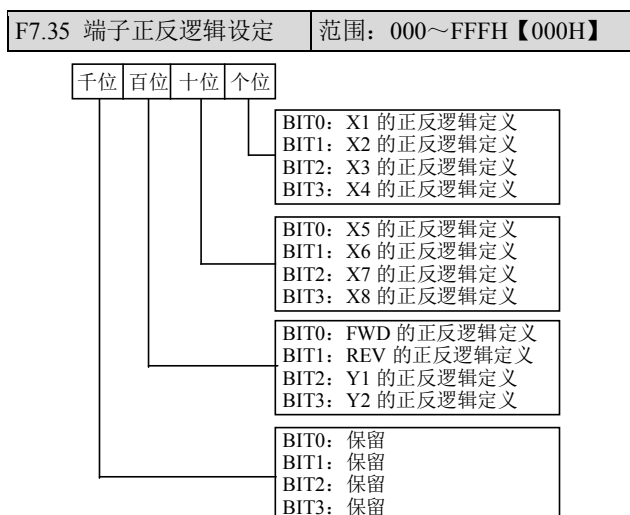 F7.35 端子正反逻辑设定 范围：000～FFFH【000H】
千位 百位 十位 个位
BIT0：X1 的正反逻辑定义
BIT1：X2 的正反逻辑定义
BIT2：X3 的正反逻辑定义
BIT3：X4 的正反逻辑定义
BIT0：X5 的正反逻辑定义
BIT1：X6 的正反逻辑定义
BIT2：X7 的正反逻辑定义
BIT3：X8 的正反逻辑定义
BIT0：FWD 的正反逻辑定义
BIT1：REV 的正反逻辑定义
BIT2：Y1 的正反逻辑定义
BIT3：Y2 的正反逻辑定义
BIT0：保留
BIT1：保留
BIT2：保留
BIT3：保留